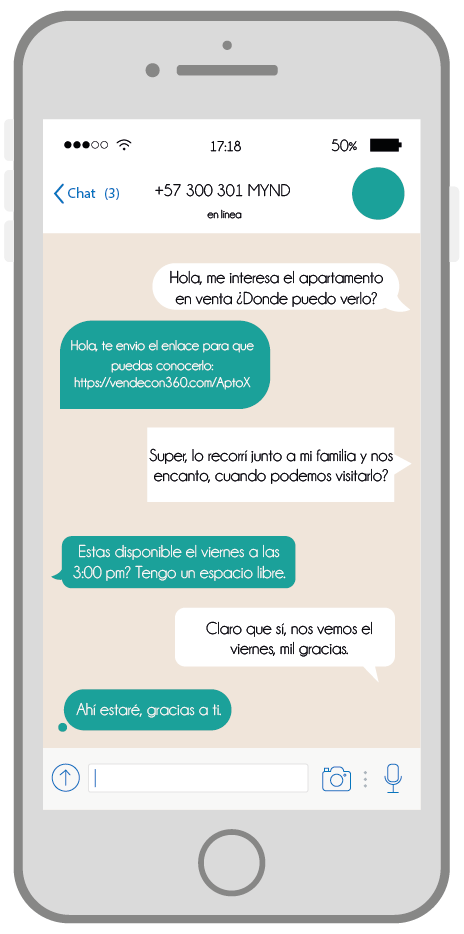 17:18
50%
Chat (3)
+57 300 301 MYND
en linea
Hola, me interesa el apartamento
en venta ¿Donde puedo verlo?
Hola, te envio el enlace para que
puedas conocerlo:
https://vendecon360.com/AptoX
Super, lo recorrí junto a mi familia y nos
encanto, cuando podemos visitarlo?
Estas disponible el viernes a las
3:00 pm? Tengo un espacio libre.
Claro que sí, nos vemos el
viernes, mil gracias.
Ahí estaré, gracias a ti.